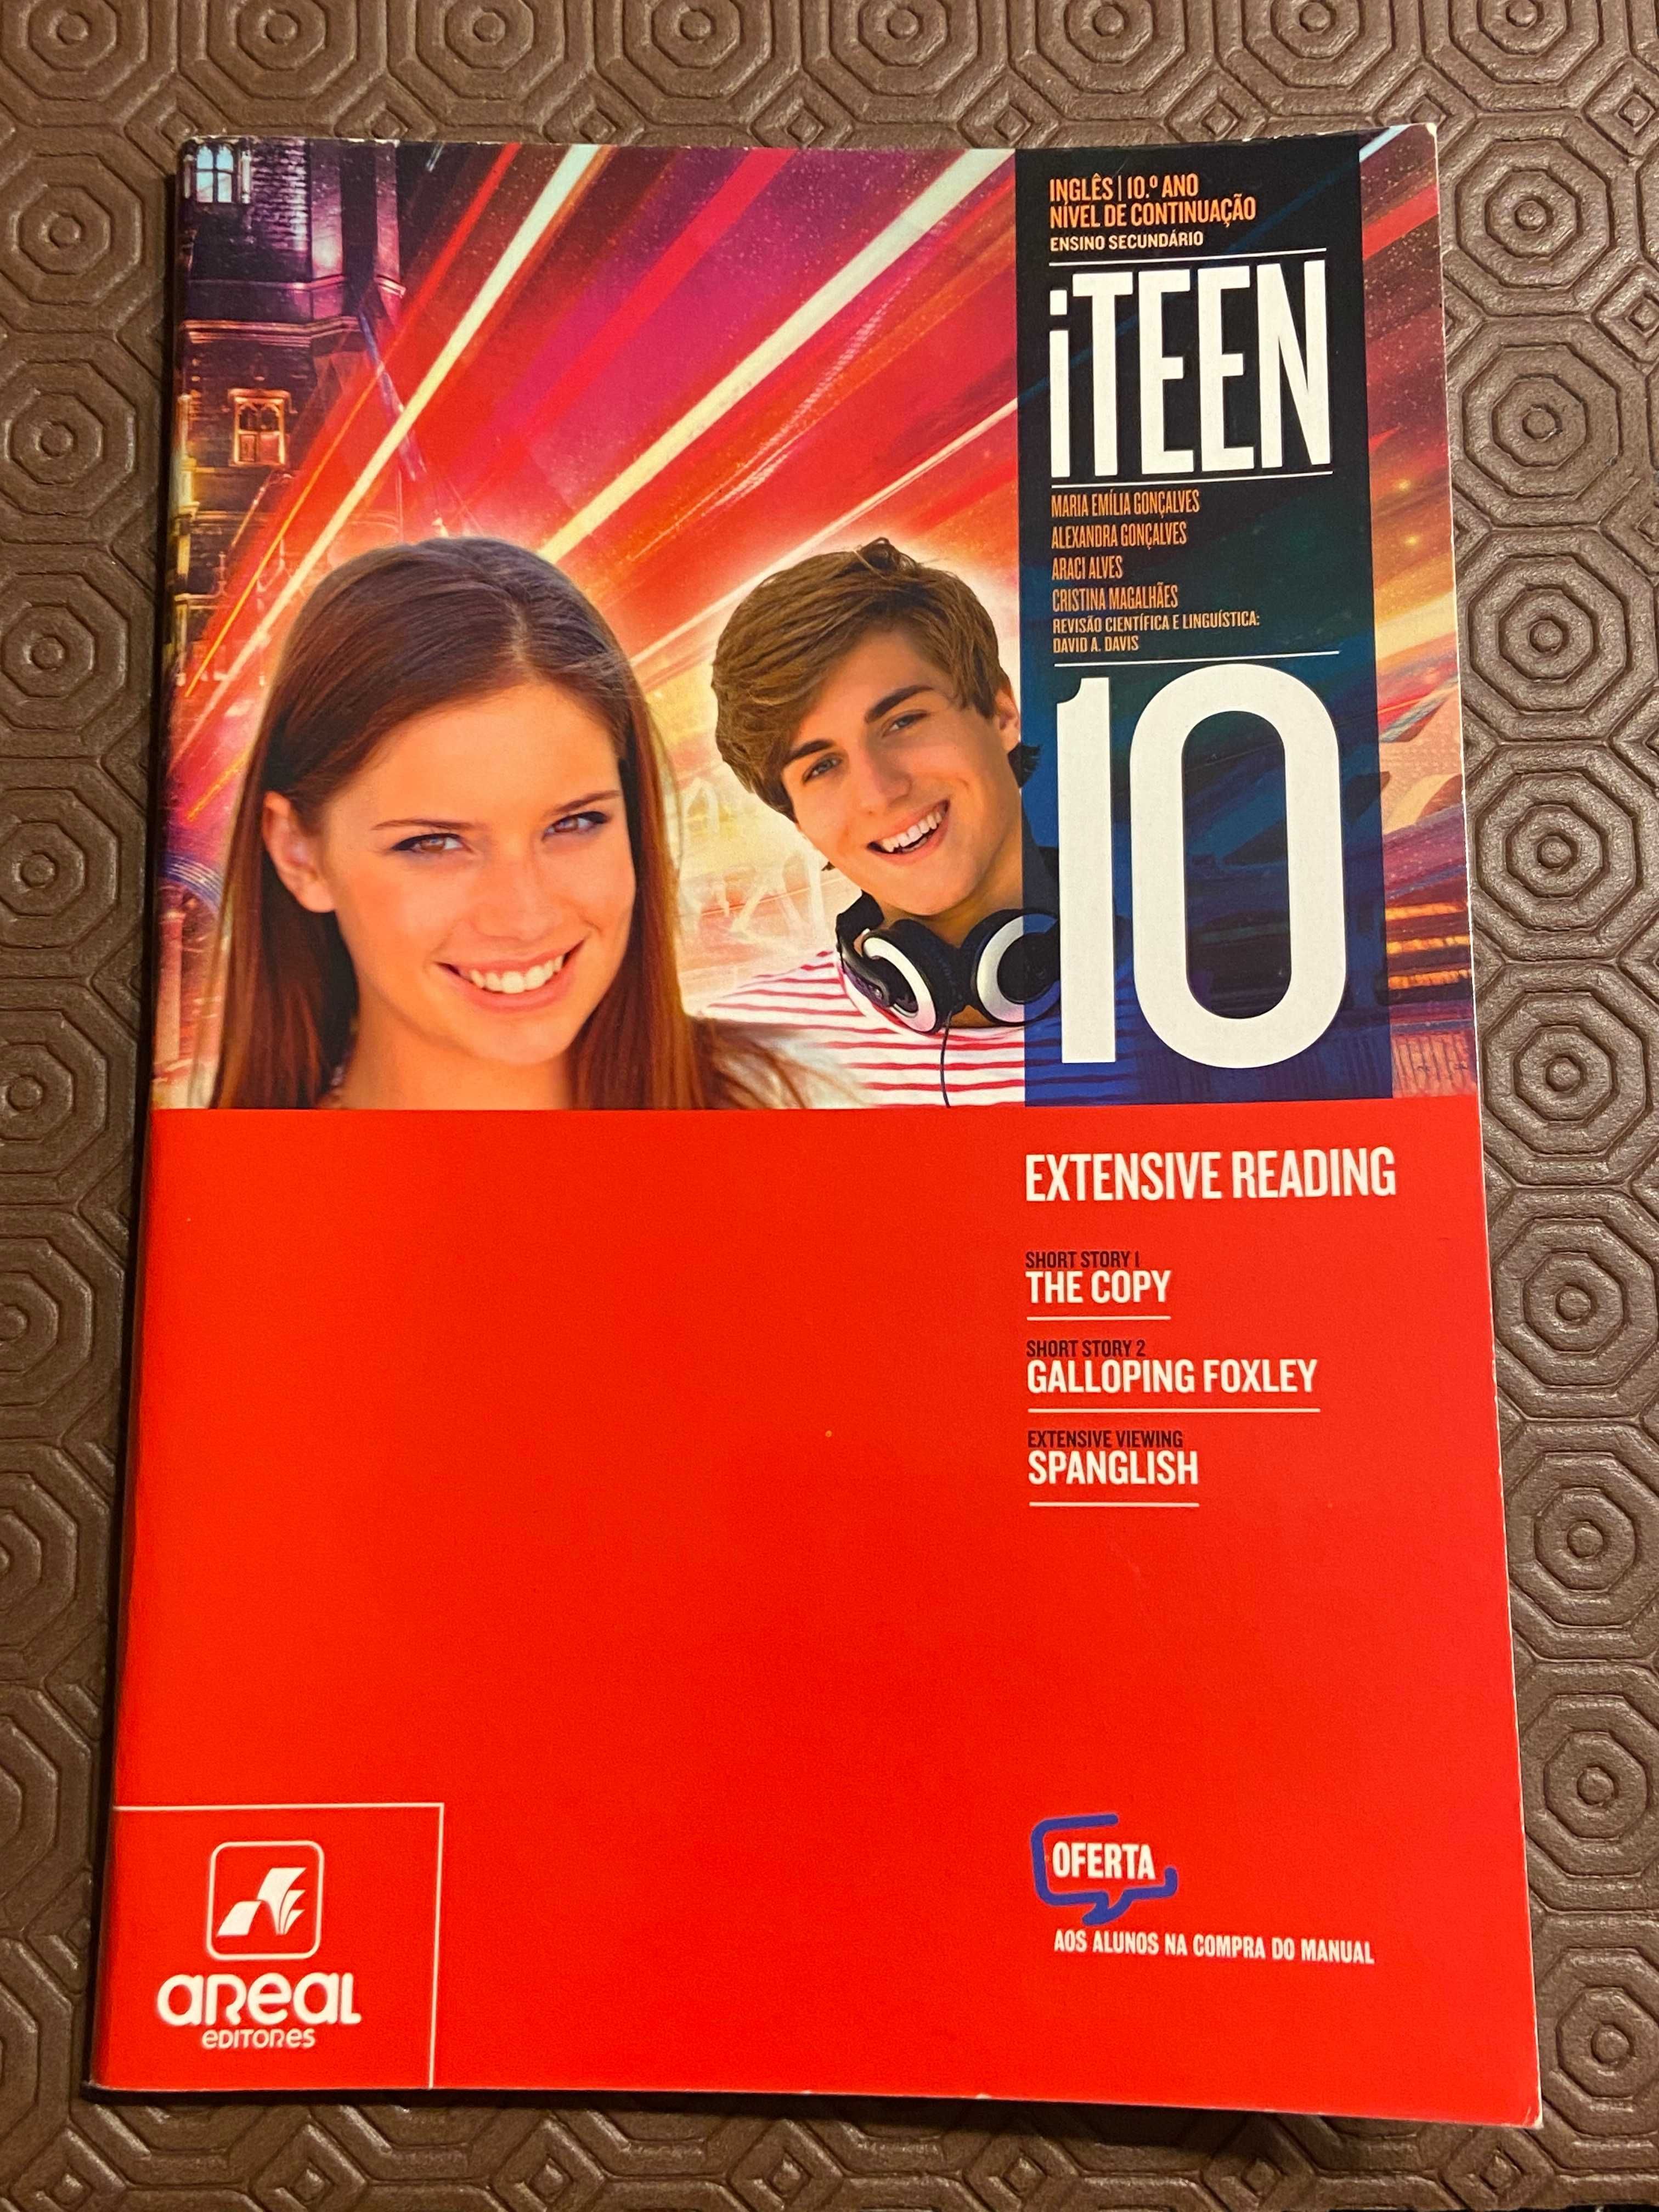 INGLÊS | 10.º ANO
NÍVEL DE CONTINUAÇÃO
ENSINO SECUNDÁRIO
iTEEN
MARIA EMÍLIA GONÇALVES
ALEXANDRA GONÇALVES
ARACI ALVES
CRISTINA MAGALHÃES
REVISÃO CIENTÍFICA E LINGUÍSTICA:
DAVID A. DAVIS
10
EXTENSIVE READING
SHORT STORY 1
THE COPY
SHORT STORY 2
GALLOPING FOXLEY
EXTENSIVE VIEWING
SPANGLISH
OFERTA
AOS ALUNOS NA COMPRA DO MANUAL
aReal
eDITORes